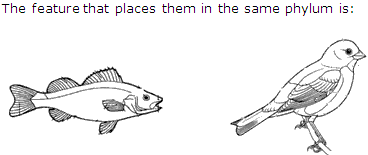 The feature that places them in the same phylum is: